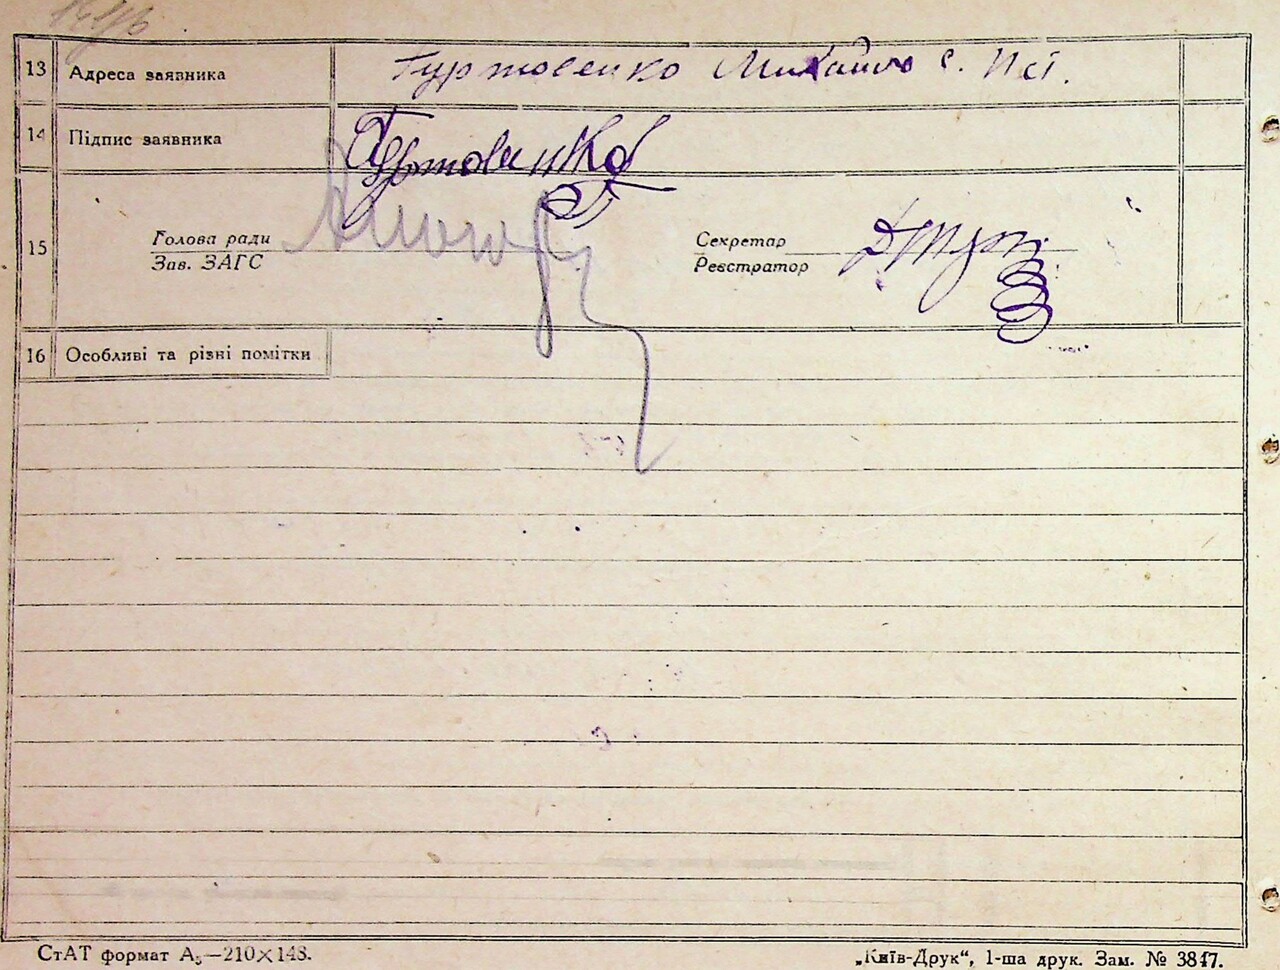 13 Адреса заявника Гуртовенко Михайло с. Псі.
14 Підпис заявника Гуртовенко
15 Голова ради Секретар
Зав. ЗАГС Реєстратор
16 Особливі та різні помітки
СтАТ формат А₅—210×148. „Київ-Друк“, 1-ша друк. Зам. № 3847.